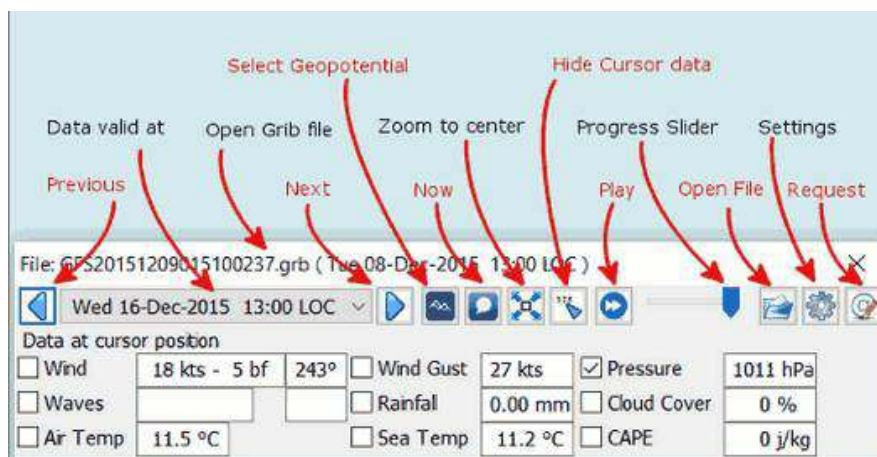 Select Geopotential Hide Cursor data
Data valid at Open Grib file Zoom to center Progress Slider Settings
Previous Next Now Play Open File Request
File: GFS20151209015100237.grb ( Tue 08-Dec-2015 13:00 LOC )
Wed 16-Dec-2015 13:00 LOC
Data at cursor position
Wind 18 kts - 5 bf 243º Wind Gust 27 kts Pressure 1011 hPa
Waves Rainfall 0.00 mm Cloud Cover 0 %
Air Temp 11.5 ºC Sea Temp 11.2 ºC CAPE 0 j/kg